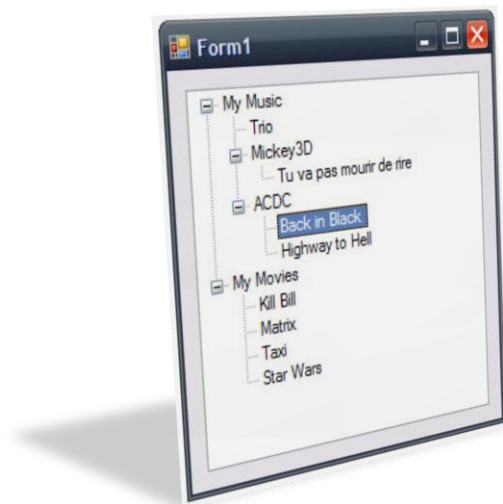 Form1
My Music
Trio
Mickey3D
Tu va pas mourir de rire
ACDC
Back in Black
Highway to Hell
My Movies
Kill Bill
Matrix
Taxi
Star Wars